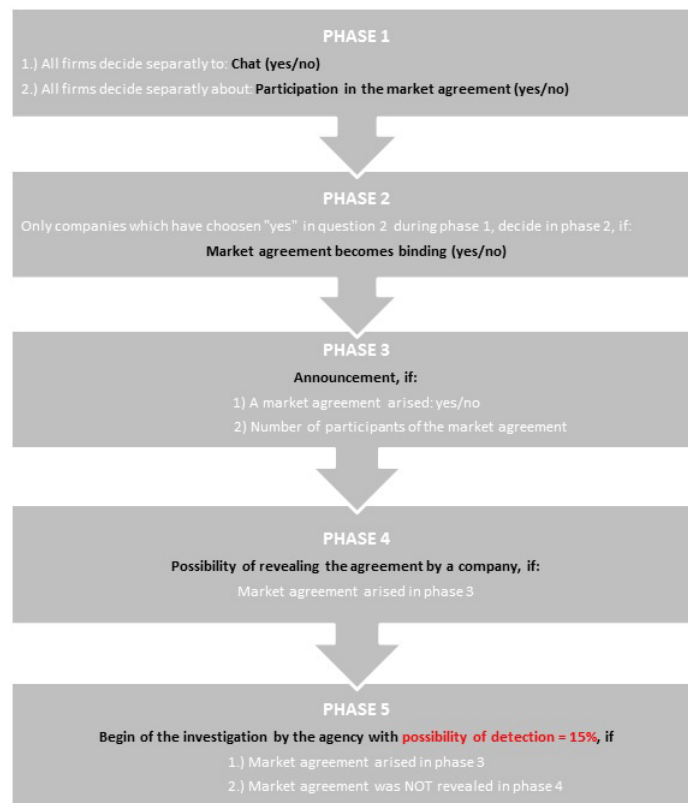 PHASE 1
1.) All firms decide separatly to: Chat (yes/no)
2.) All firms decide separatly about: Participation in the market agreement (yes/no)
PHASE 2
Only companies which have choosen "yes" in question 2 during phase 1, decide in phase 2, if:
Market agreement becomes binding (yes/no)
PHASE 3
Announcement, if:
1) A market agreement arised: yes/no
2) Number of participants of the market agreement
PHASE 4
Possibility of revealing the agreement by a company, if:
Market agreement arised in phase 3
PHASE 5
Begin of the investigation by the agency with possibility of detection = 15%, if
1.) Market agreement arised in phase 3
2.) Market agreement was NOT revealed in phase 4